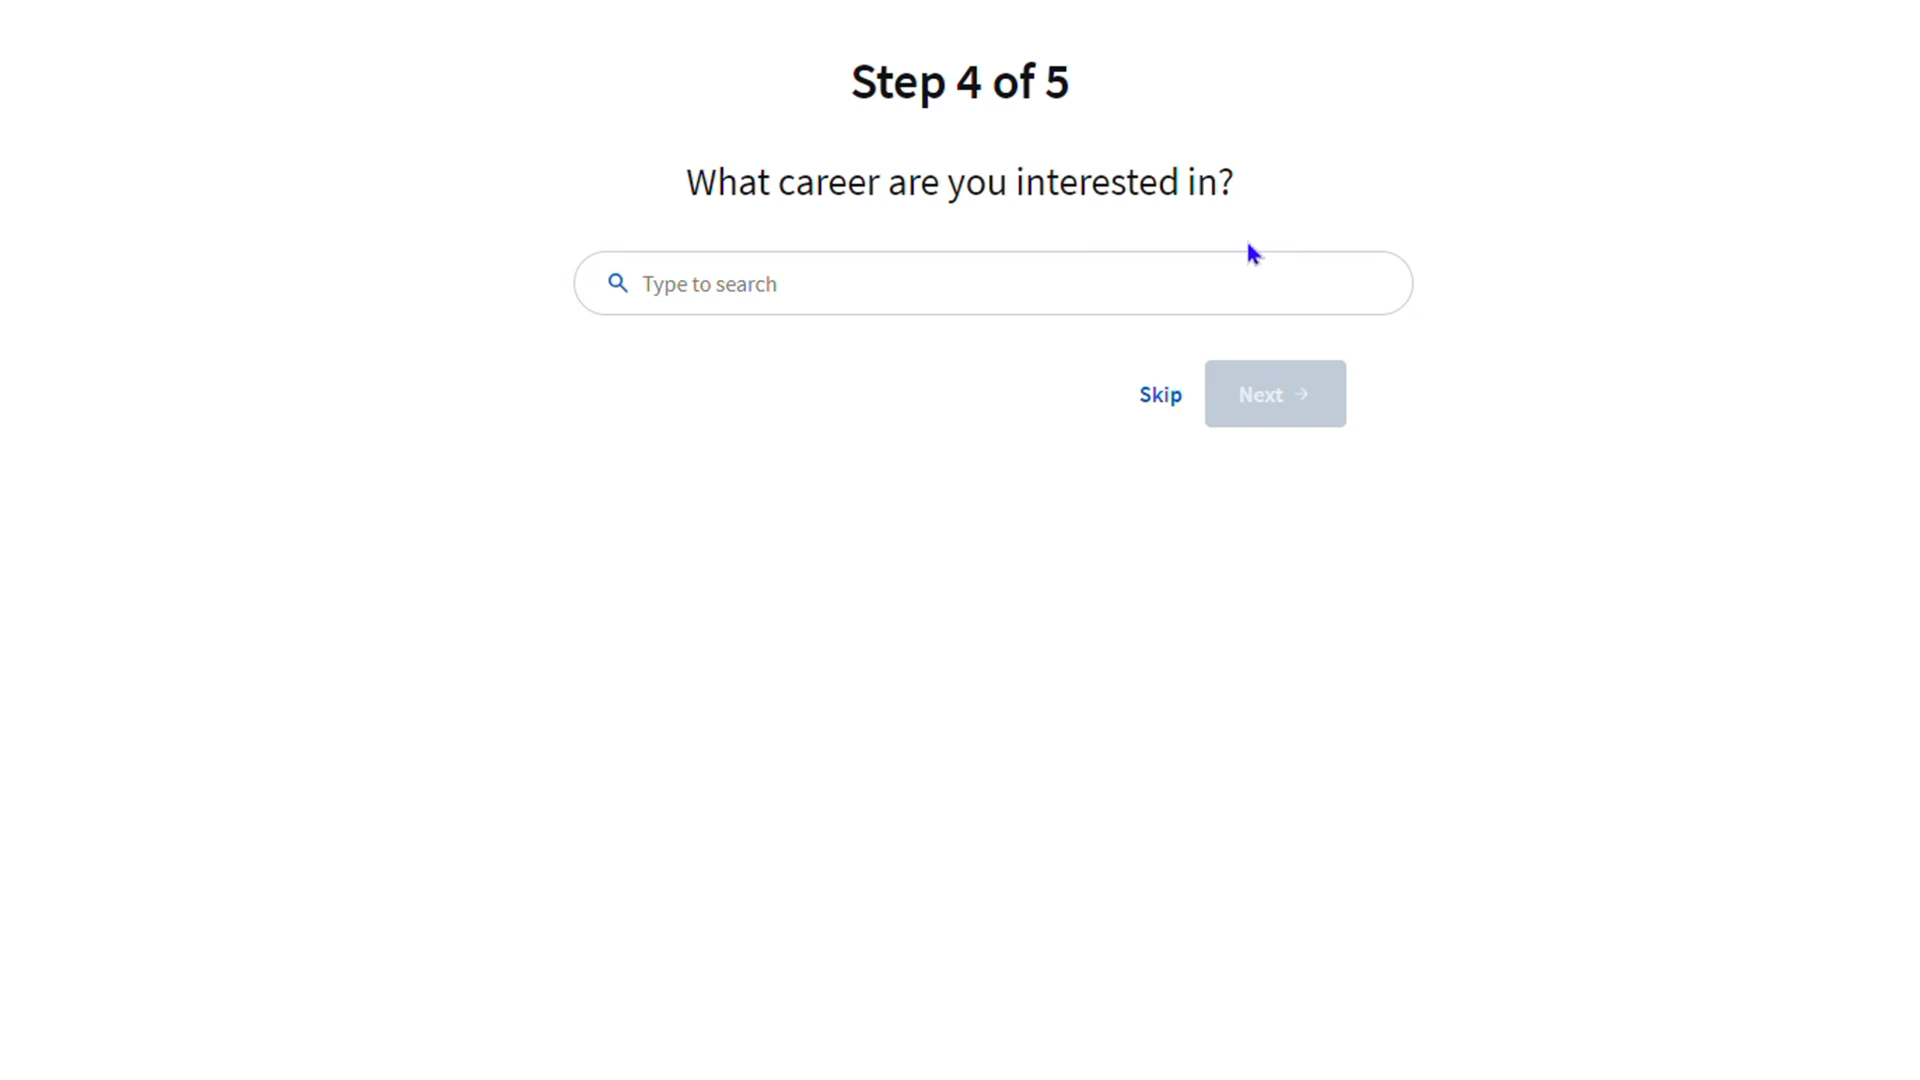 Step 4 of 5
What career are you interested in?
Type to search
Skip
Next